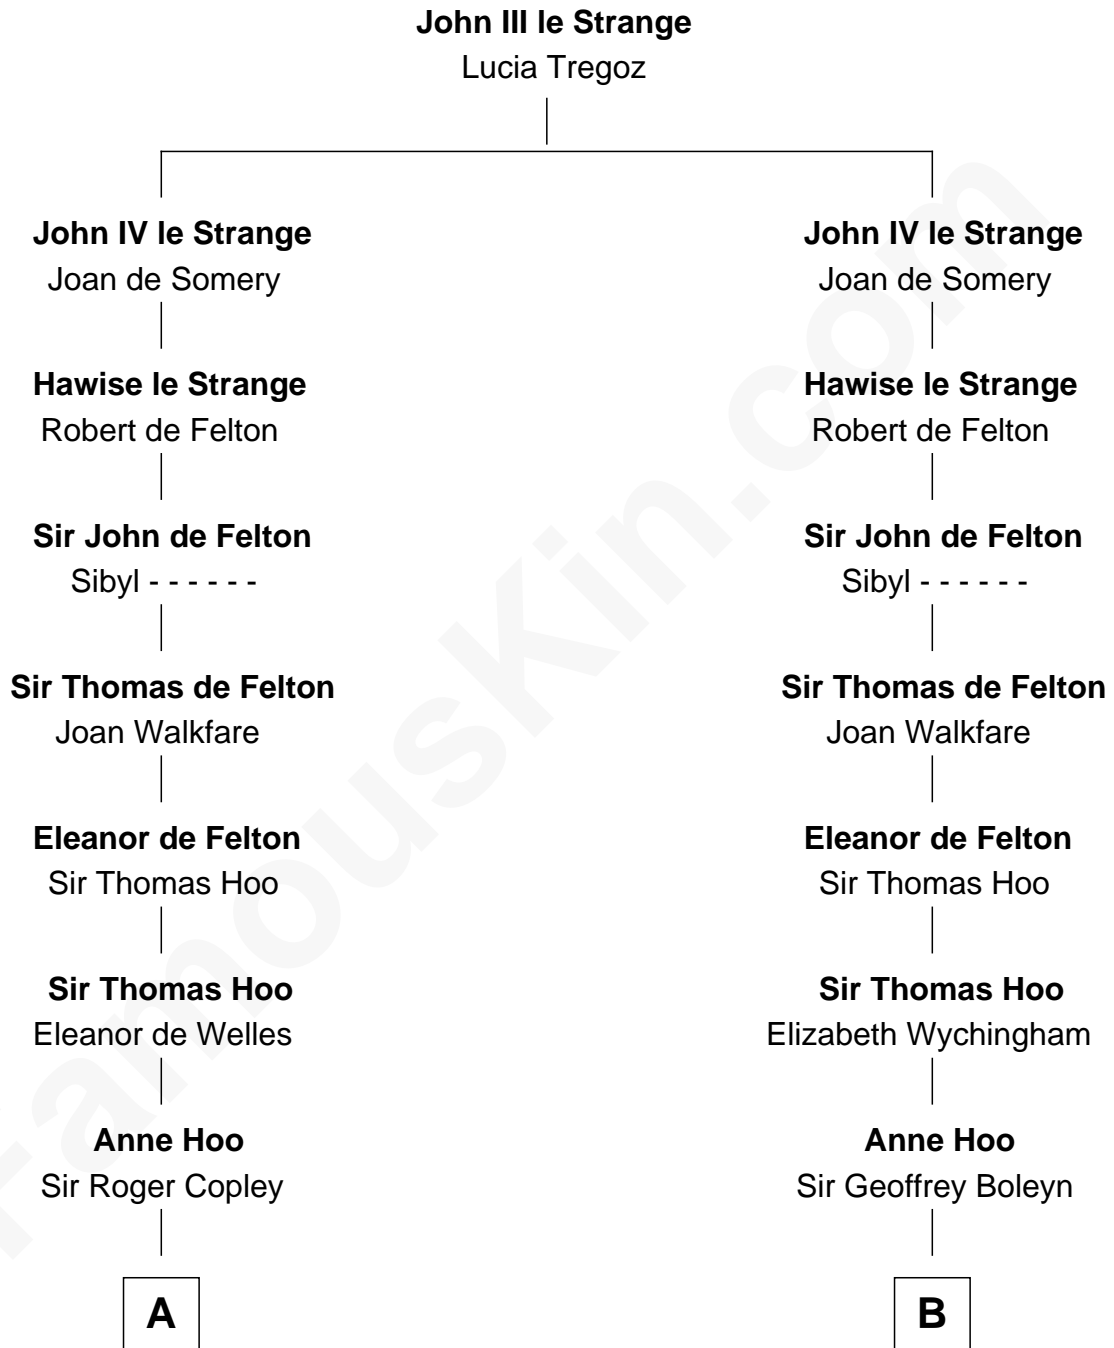 John III le Strange
Lucia Tregoz
John IV le Strange
Joan de Somery
Hawise le Strange
Robert de Felton
Sir John de Felton
Sibyl - - - - - -
Sir Thomas de Felton
Joan Walkfare
Eleanor de Felton
Sir Thomas Hoo
Sir Thomas Hoo
Eleanor de Welles
Anne Hoo
Sir Roger Copley
A
John IV le Strange
Joan de Somery
Hawise le Strange
Robert de Felton
Sir John de Felton
Sibyl - - - - - -
Sir Thomas de Felton
Joan Walkfare
Eleanor de Felton
Sir Thomas Hoo
Sir Thomas Hoo
Elizabeth Wychingham
Anne Hoo
Sir Geoffrey Boleyn
B
FamousKin.com